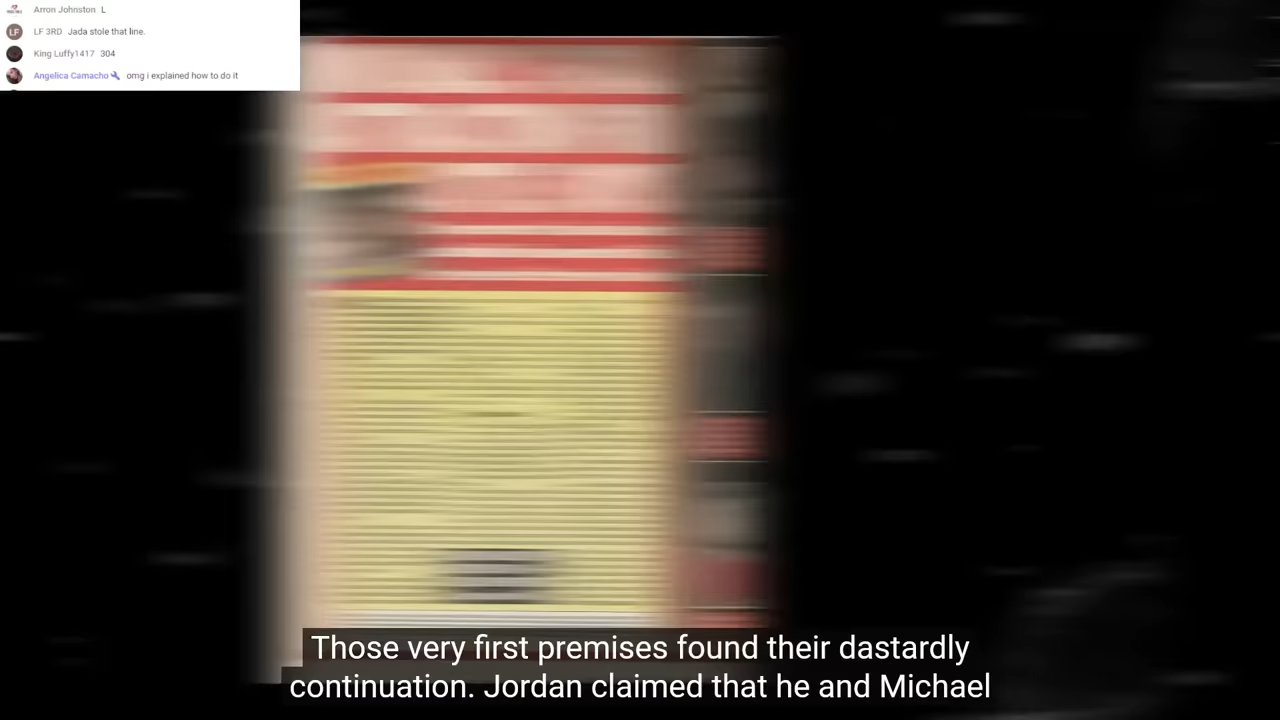 Arron Johnston L
LF LF 3RD Jada stole that line.
King Luffy1417 304
Angelica Camacho omg i explained how to do it
Those very first premises found their dastardly
continuation. Jordan claimed that he and Michael